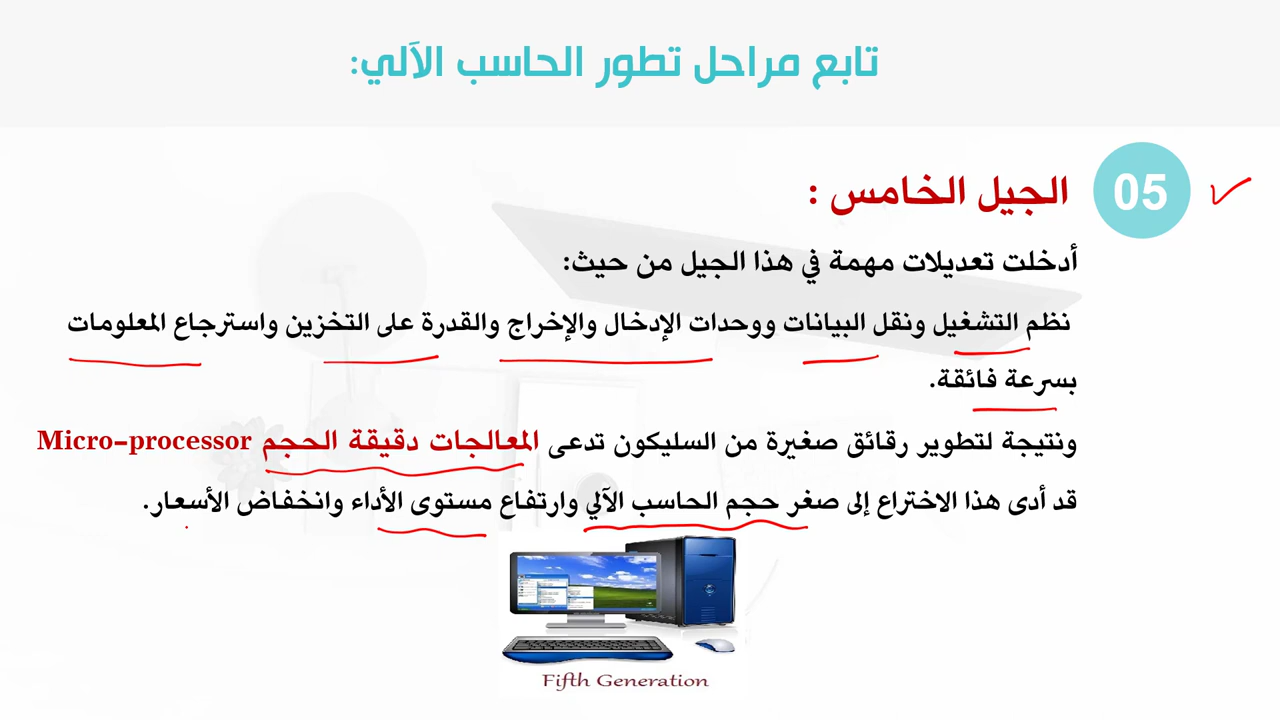 تابع مراحل تطور الحاسب الآلي:
05
الجيل الخامس :
أدخلت تعديلات مهمة في هذا الجيل من حيث:
نظم التشغيل ونقل البيانات ووحدات الإدخال والإخراج والقدرة على التخزين واسترجاع المعلومات
بسرعة فائقة.
ونتيجة لتطوير رقائق صغيرة من السليكون تدعى المعالجات دقيقة الحجم Micro-processor
قد أدى هذا الاختراع إلى صغر حجم الحاسب الآلي وارتفاع مستوى الأداء وانخفاض الأسعار.
Fifth Generation